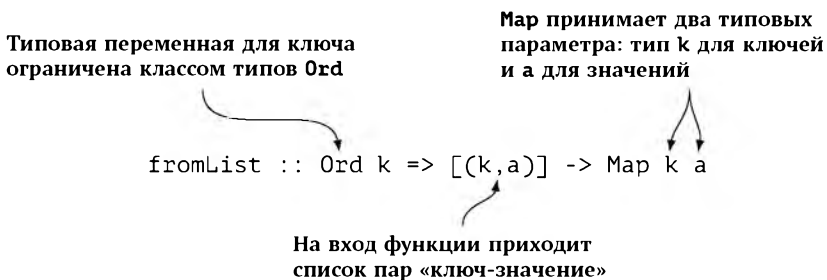 Типовая переменная для ключа
ограничена классом типов Ord
Map принимает два типовых
параметра: тип k для ключей
и a для значений
fromList :: Ord k => [(k,a)] -> Map k a
На вход функции приходит
список пар «ключ-значение»